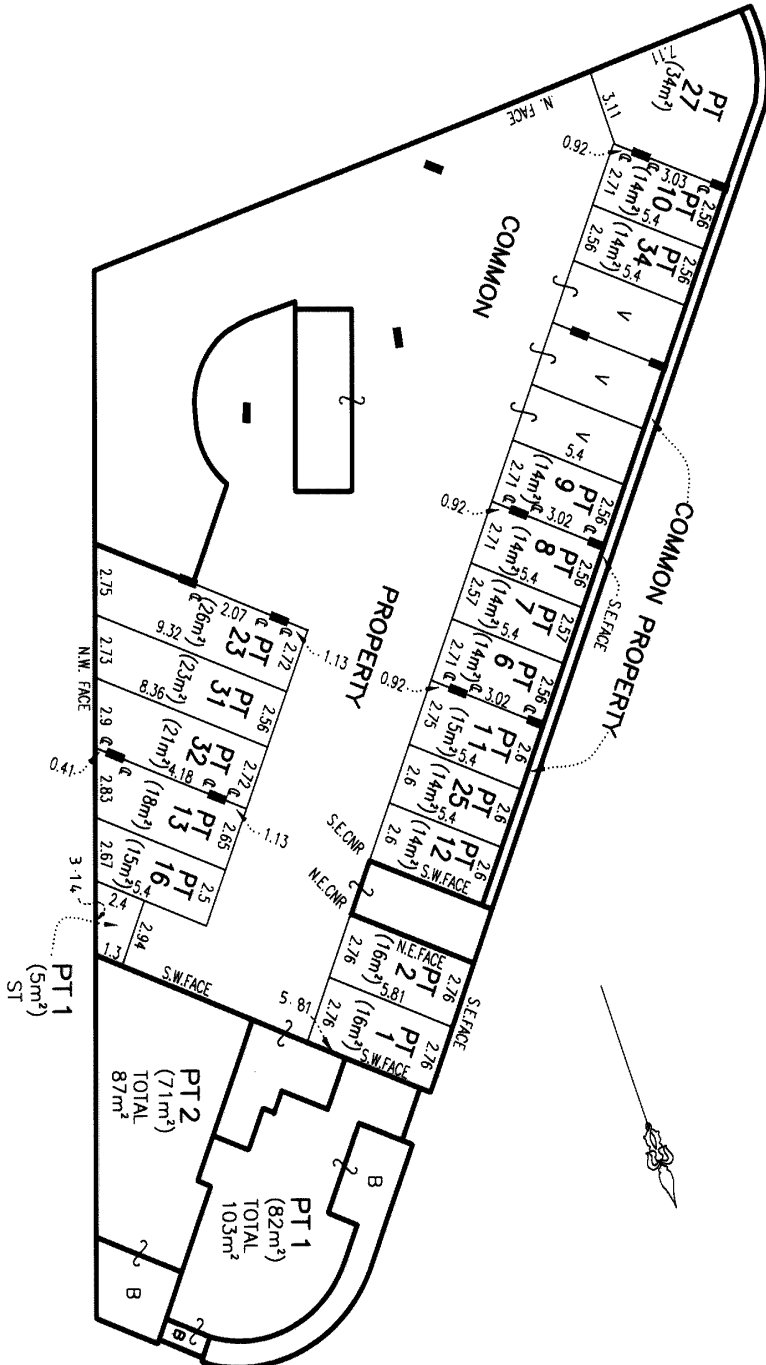 7.11
PT
27
(34m²)
3.11
N. FACE
0.92
3.03
2.56
PT
10
(14m²)
2.71
5.4
2.56
PT
34
(14m²)
2.56
5.4
COMMON
V
V
V
5.4
2.56
PT
9
(14m²)
2.71
3.02
0.92
2.56
PT
8
(14m²)
2.71
5.4
S.E.FACE
COMMON PROPERTY
2.57
PT
7
(14m²)
2.57
5.4
2.56
PT
6
(14m²)
2.71
3.02
0.92
PROPERTY
2.6
PT
11
(15m²)
2.75
5.4
2.6
PT
25
(14m²)
2.6
5.4
2.6
PT
12
(14m²)
2.6
S.W.FACE
S.E.CNR
N.E.CNR
2.75
2.07
9.32
(26m²)
PT
23
2.72
1.13
2.73
N.W. FACE
8.36
(23m²)
PT
31
2.56
2.9
4.18
(21m²)
PT
32
2.72
0.41
1.13
2.83
(18m²)
PT
13
2.65
2.67
(15m²)
5.4
PT
16
2.5
3.14
2.4
2.94
1.3
PT 1
(5m²)
ST
S.W.FACE
N.E.FACE
2.76
PT
2
(16m²)
2.76
5.81
S.E.FACE
2.76
PT
1
(16m²)
2.76
5.81
S.W.FACE
PT 2
(71m²)
TOTAL
87m²
PT 1
(82m²)
TOTAL
103m²
B
B
B